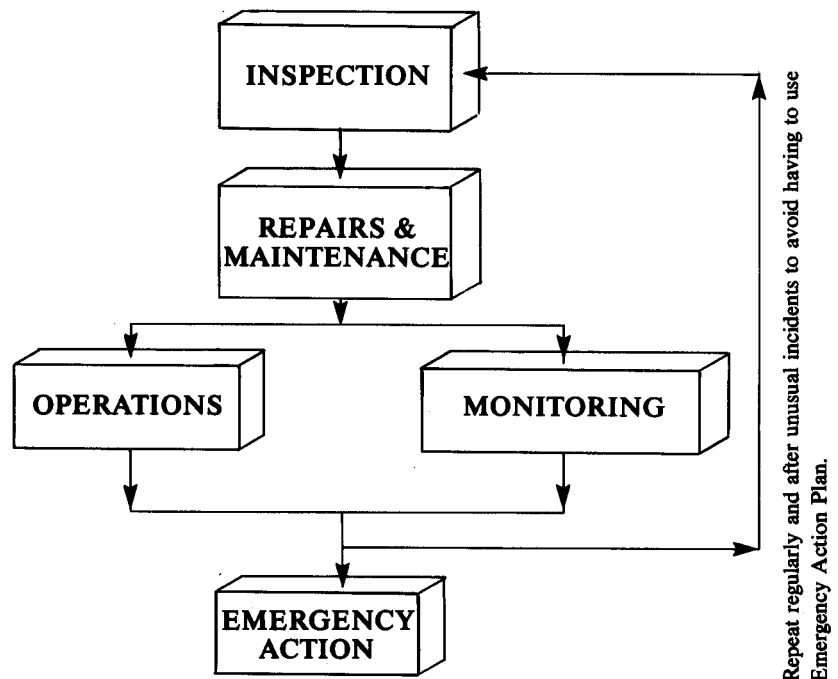 INSPECTION
REPAIRS &
MAINTENANCE
OPERATIONS
MONITORING
EMERGENCY
ACTION
Repeat regularly and after unusual incidents to avoid having to use
Emergency Action Plan.